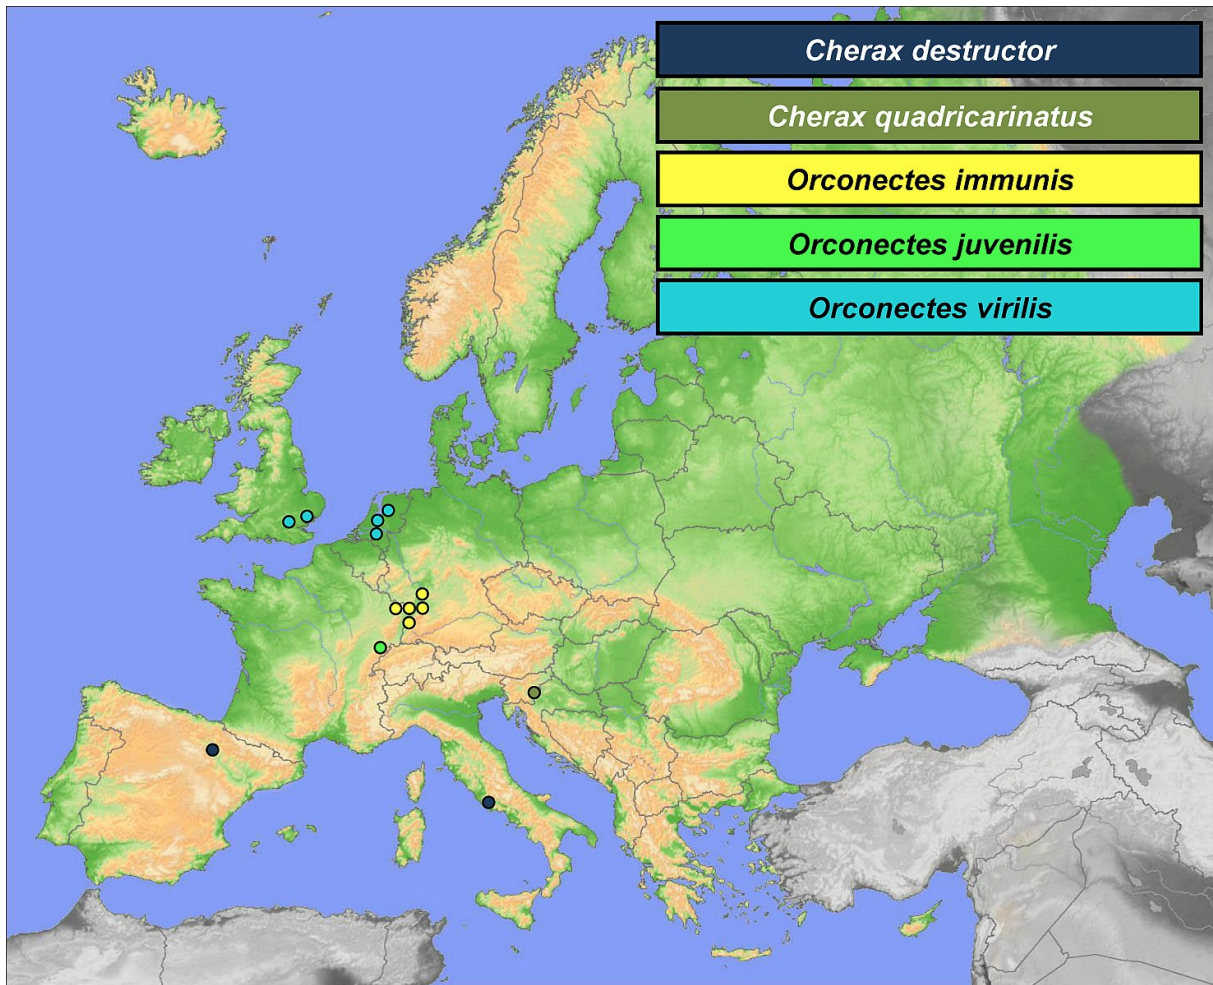 Cherax destructor
Cherax quadricarinatus
Orconectes immunis
Orconectes juvenilis
Orconectes virilis